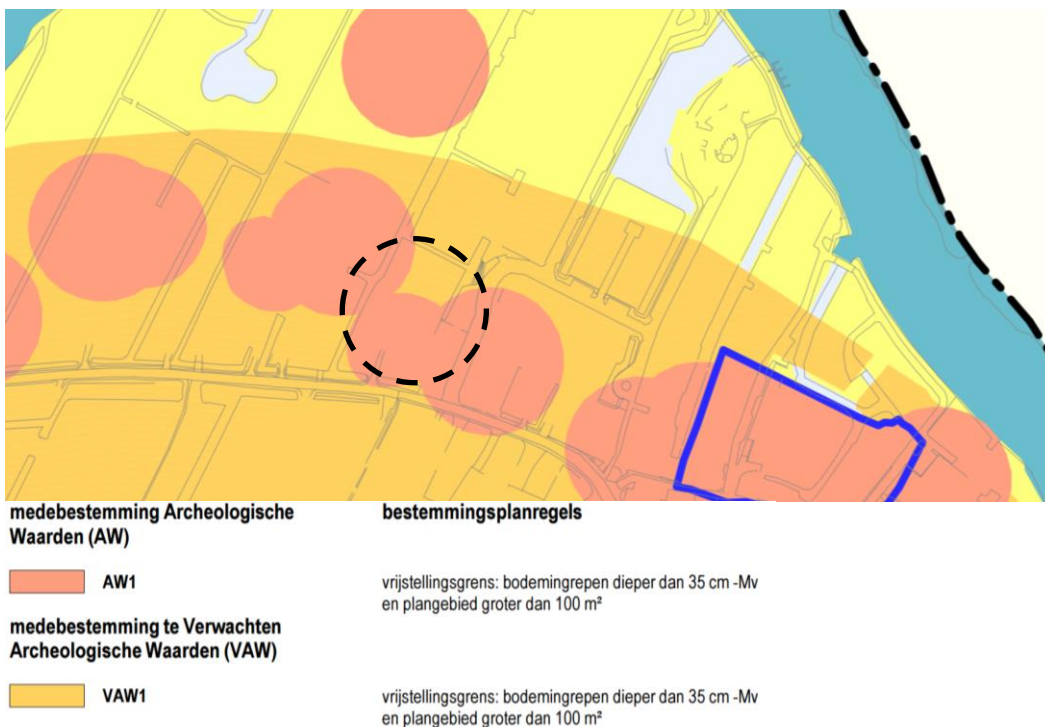 medebestemming Archeologische
Waarden (AW)
bestemmingsplanregels
AW1
vrijstellingsgrens: bodemingrepen dieper dan 35 cm -Mv
en plangebied groter dan 100 m²
medebestemming te Verwachten
Archeologische Waarden (VAW)
VAW1
vrijstellingsgrens: bodemingrepen dieper dan 35 cm -Mv
en plangebied groter dan 100 m²